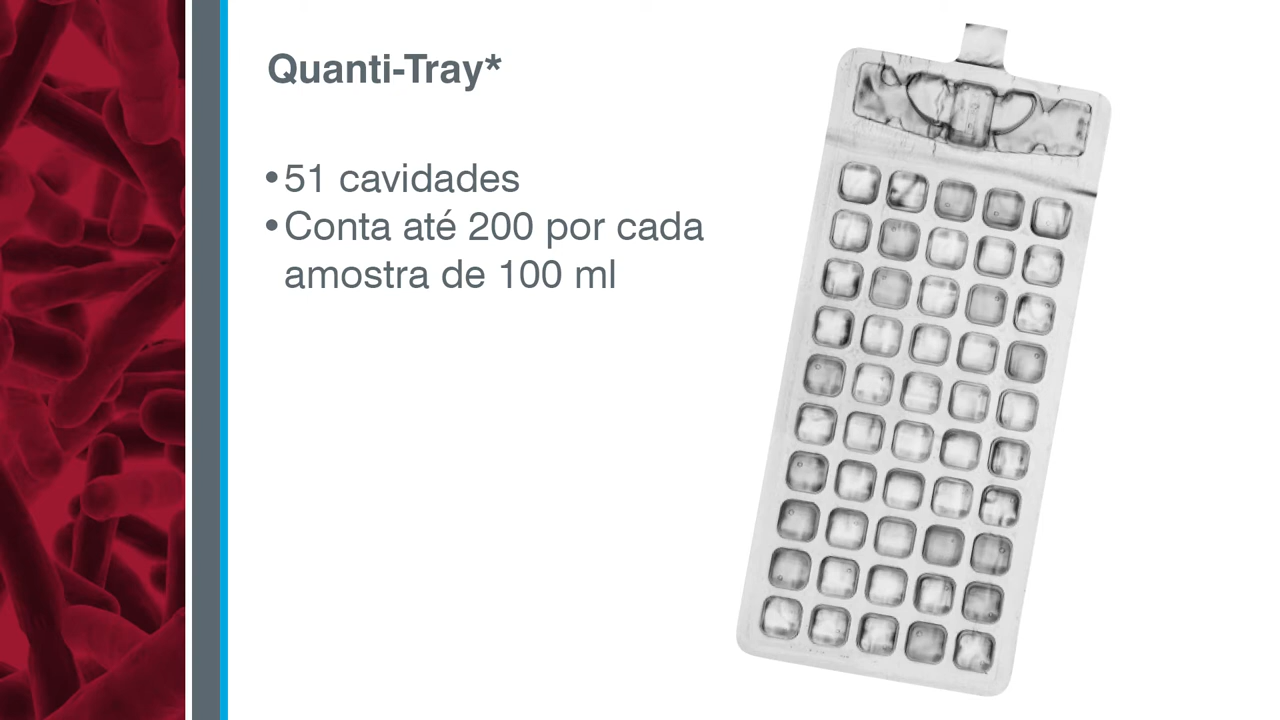 Quanti-Tray*
•51 cavidades
•Conta até 200 por cada
amostra de 100 ml